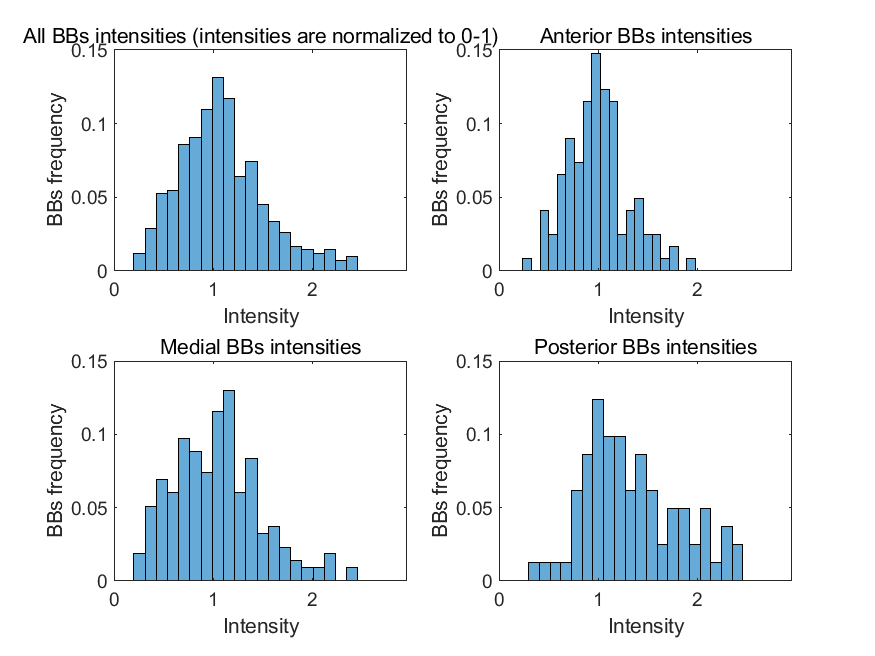 All BBs intensities (intensities are normalized to 0-1)
0.15
0.1
0.05
0
BBs frequency
0 1 2
Intensity
Anterior BBs intensities
0.15
0.1
0.05
0
BBs frequency
0 1 2
Intensity
Medial BBs intensities
0.15
0.1
0.05
0
BBs frequency
0 1 2
Intensity
Posterior BBs intensities
0.15
0.1
0.05
0
BBs frequency
0 1 2
Intensity